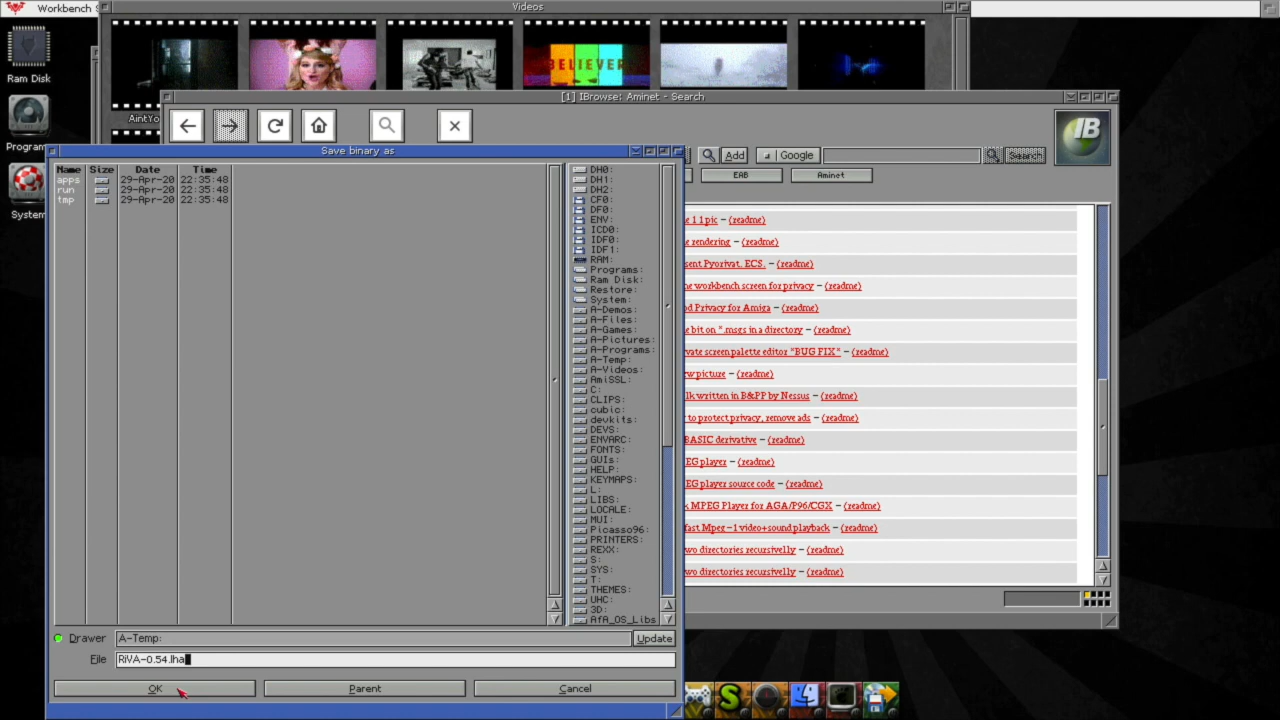 Workbench S
Videos
Ram Disk
Program
System
AintYo
BELIEVER
[1] IBrowse: Aminet - Search
IB
Add
Google
Search
EAB
Aminet
Save binary as
Name Size Date Time
apps 29-Apr-20 22:35:48
run 29-Apr-20 22:35:48
tmp 29-Apr-20 22:35:48
DH0:
DH1:
DH2:
CF0:
DF0:
ENV:
ICD0:
IDF0:
IDF1:
RAM:
Programs:
Ram Disk:
Restore:
System:
A-Demos:
A-Files:
A-Games:
A-Pictures:
A-Programs:
A-Temp:
A-Videos:
AmiSSL:
C:
CLIPS:
cubic:
devkits:
DEVS:
ENVARC:
FONTS:
GUIs:
HELP:
KEYMAPS:
L:
LIBS:
LOCALE:
MUI:
Picasso96:
PRINTERS:
REXX:
S:
SYS:
T:
THEMES:
UHC:
3D:
AfA_OS_Libs
e 1 1 pic - (readme)
e rendering - (readme)
sent Pyorivat. ECS. - (readme)
he workbench screen for privacy - (readme)
od Privacy for Amiga - (readme)
e bit on *.msgs in a directory - (readme)
vate screen palette editor "BUG FIX" - (readme)
w picture - (readme)
lk written in B&PP by Nessus - (readme)
r to protect privacy, remove ads - (readme)
BASIC derivative - (readme)
EG player - (readme)
EG player source code - (readme)
k MPEG Player for AGA/P96/CGX - (readme)
fast Mpeg-1 video+sound playback - (readme)
wo directories recursivelly - (readme)
wo directories recursivelly - (readme)
Drawer A-Temp: Update
File RiVA-0.54.lha
OK Parent Cancel